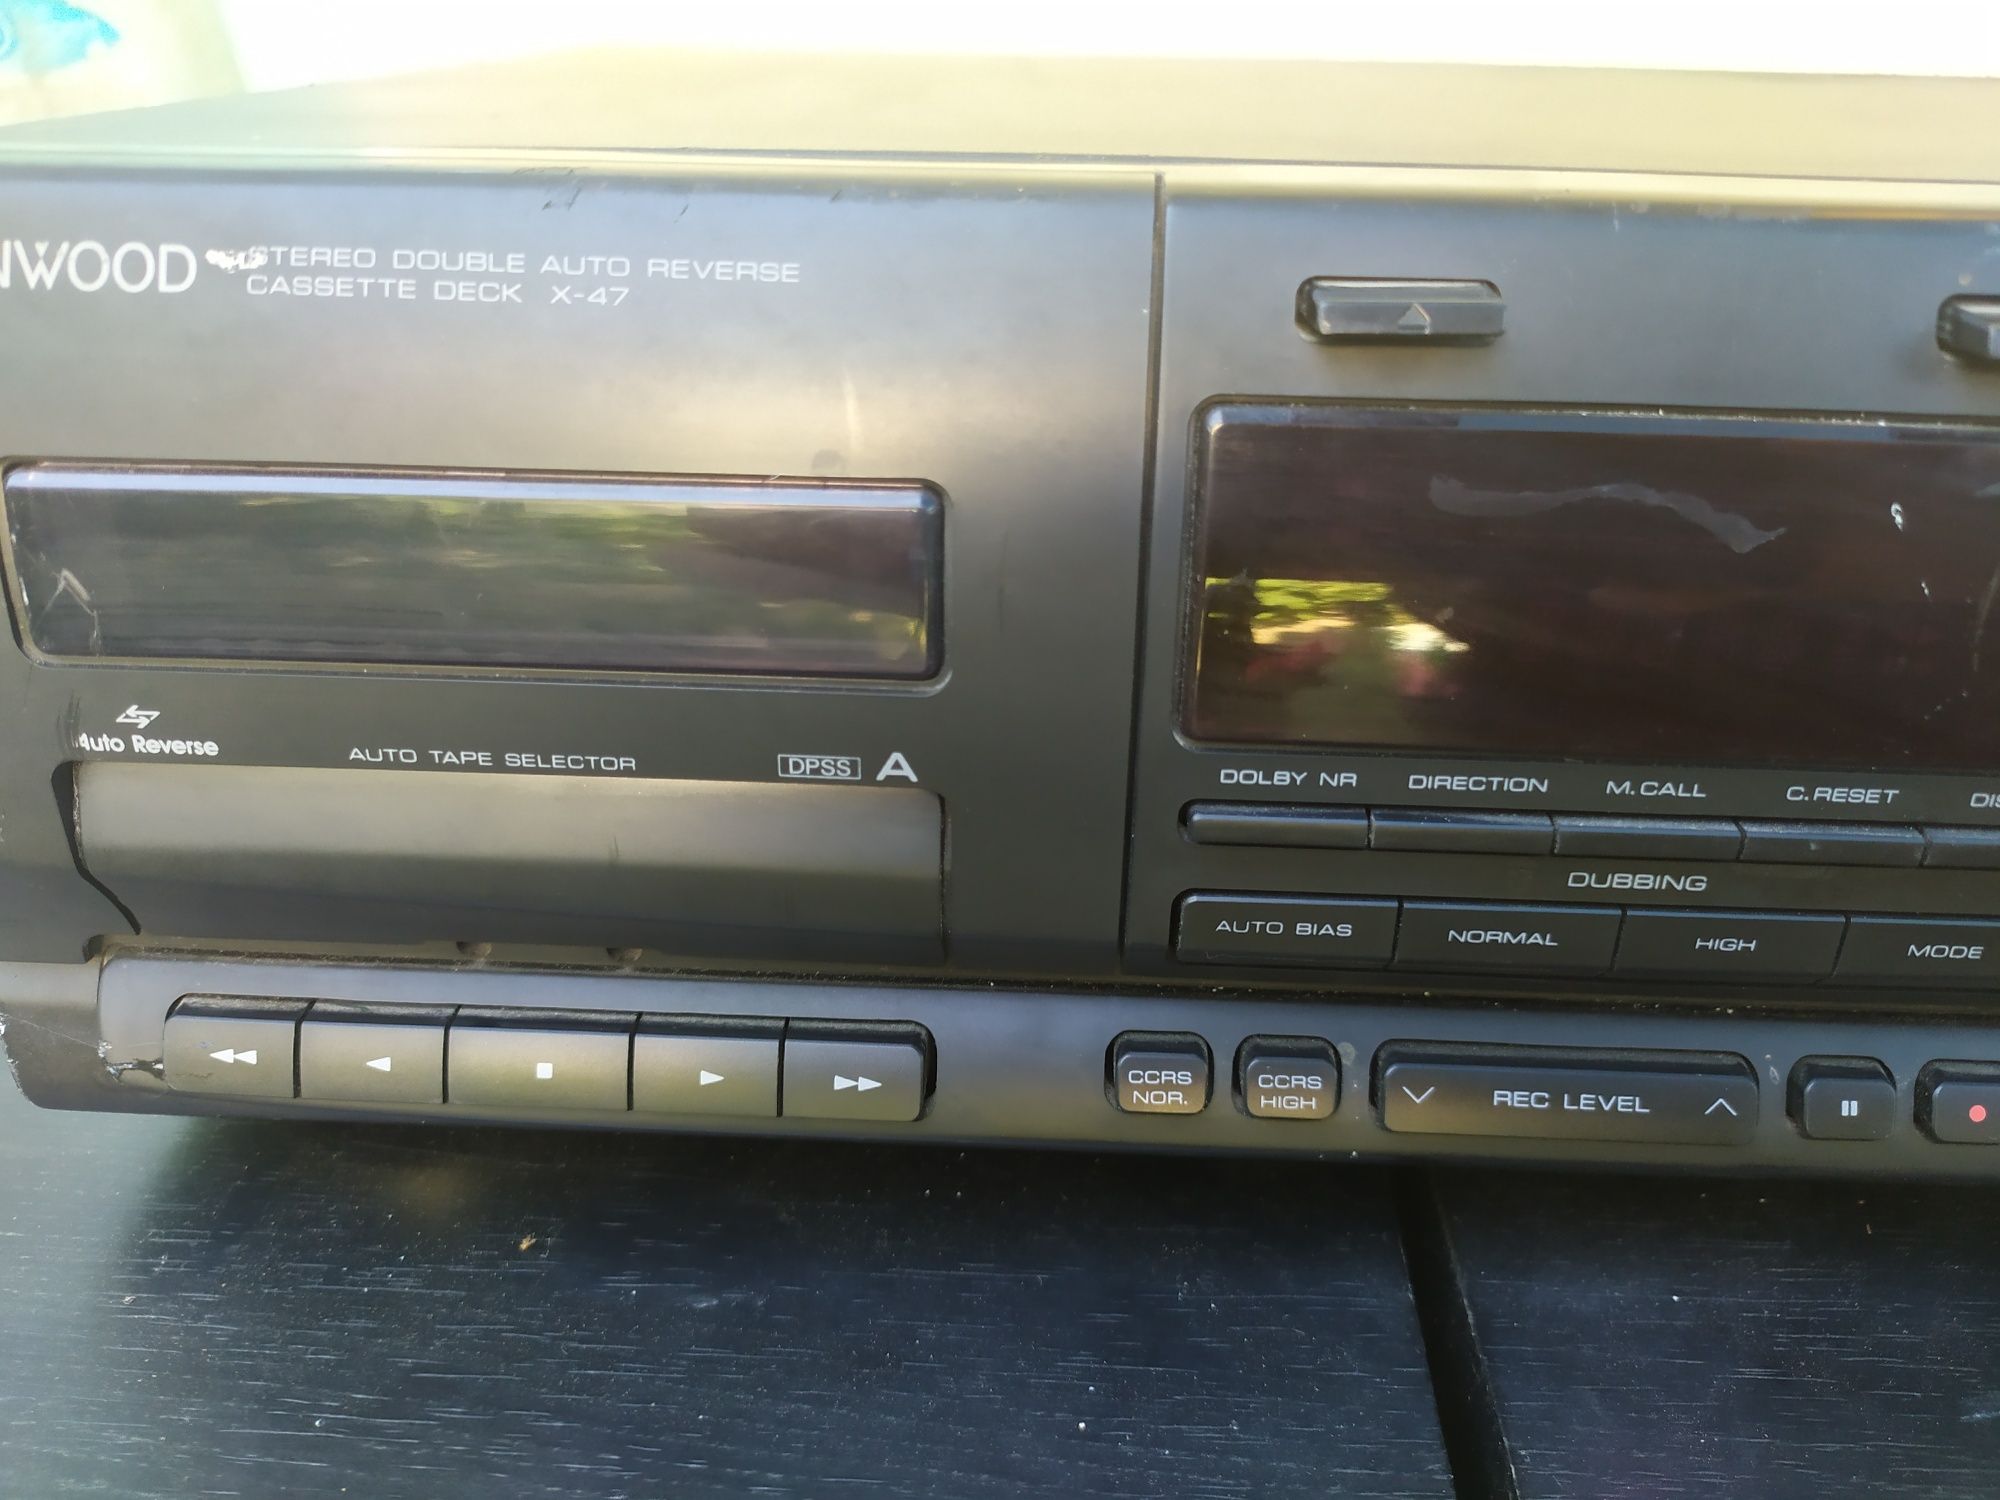 NWOOD STEREO DOUBLE AUTO REVERSE
CASSETTE DECK X-47
Auto Reverse
AUTO TAPE SELECTOR
DPSS A
DOLBY NR DIRECTION M.CALL C.RESET DIS
DUBBING
AUTO BIAS NORMAL HIGH MODE
CCRS NOR.
CCRS HIGH
REC LEVEL